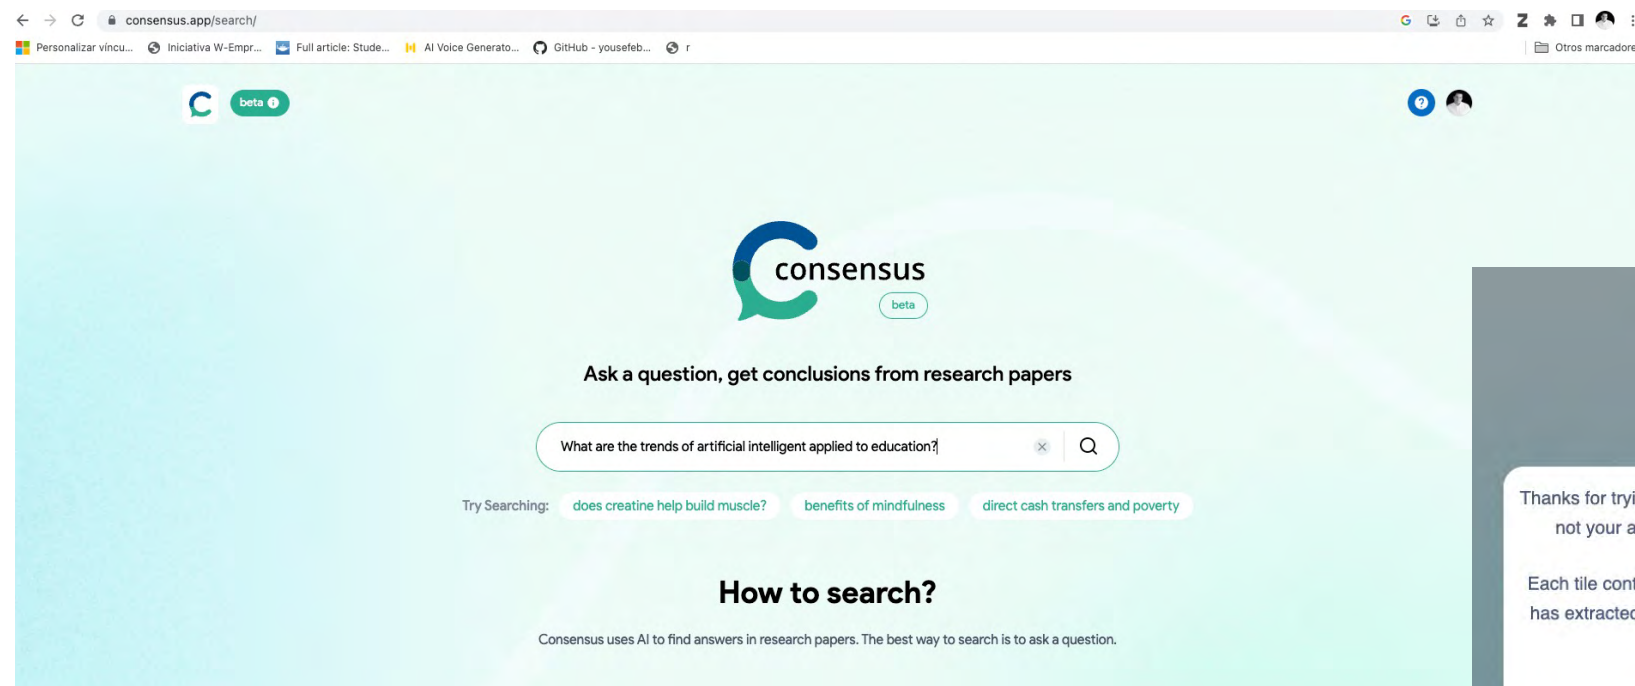 consensus.app/search/
Personalizar víncu... Iniciativa W-Empr... Full article: Stude... AI Voice Generato... GitHub - yousefeb... r Otros marcadore
beta
consensus
beta
Ask a question, get conclusions from research papers
What are the trends of artificial intelligent applied to education?
Try Searching: does creatine help build muscle? benefits of mindfulness direct cash transfers and poverty
How to search?
Consensus uses AI to find answers in research papers. The best way to search is to ask a question.
Thanks for tryi
not your a
Each tile cont
has extracted